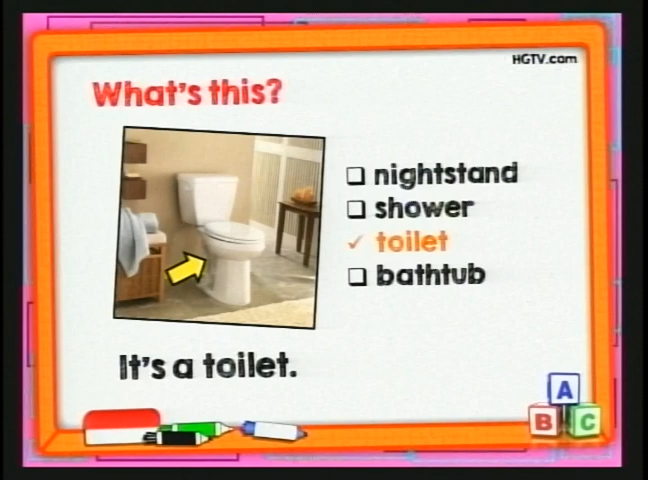 HGTV.com
What's this?
nightstand
shower
toilet
bathtub
It's a toilet.
A
B C